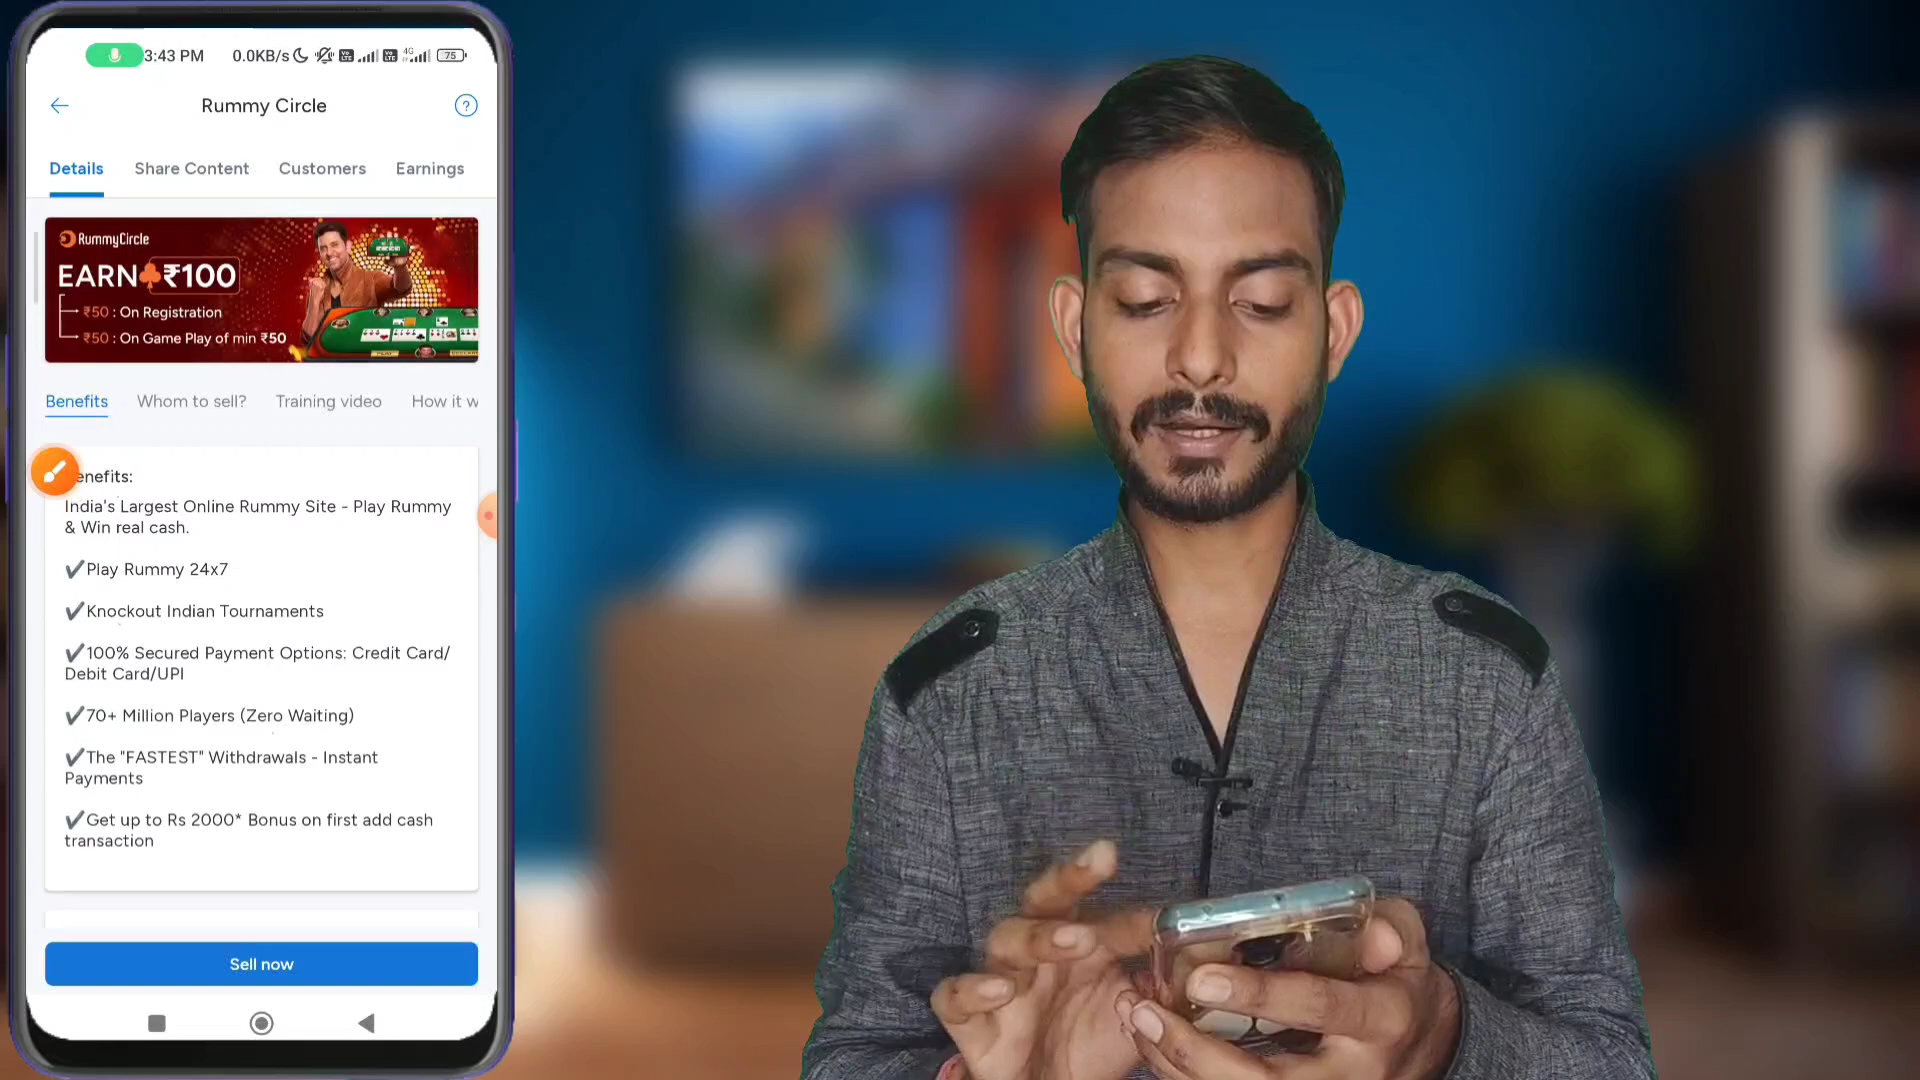 3:43 PM 0.0KB/s 4G 75
Rummy Circle
Details Share Content Customers Earnings
RummyCircle
EARN ₹100
₹50 : On Registration
₹50 : On Game Play of min ₹50
Benefits Whom to sell? Training video How it w
enefits:
India's Largest Online Rummy Site - Play Rummy
& Win real cash.
✔Play Rummy 24x7
✔Knockout Indian Tournaments
✔100% Secured Payment Options: Credit Card/
Debit Card/UPI
✔70+ Million Players (Zero Waiting)
✔The "FASTEST" Withdrawals - Instant
Payments
✔Get up to Rs 2000* Bonus on first add cash
transaction
Sell now